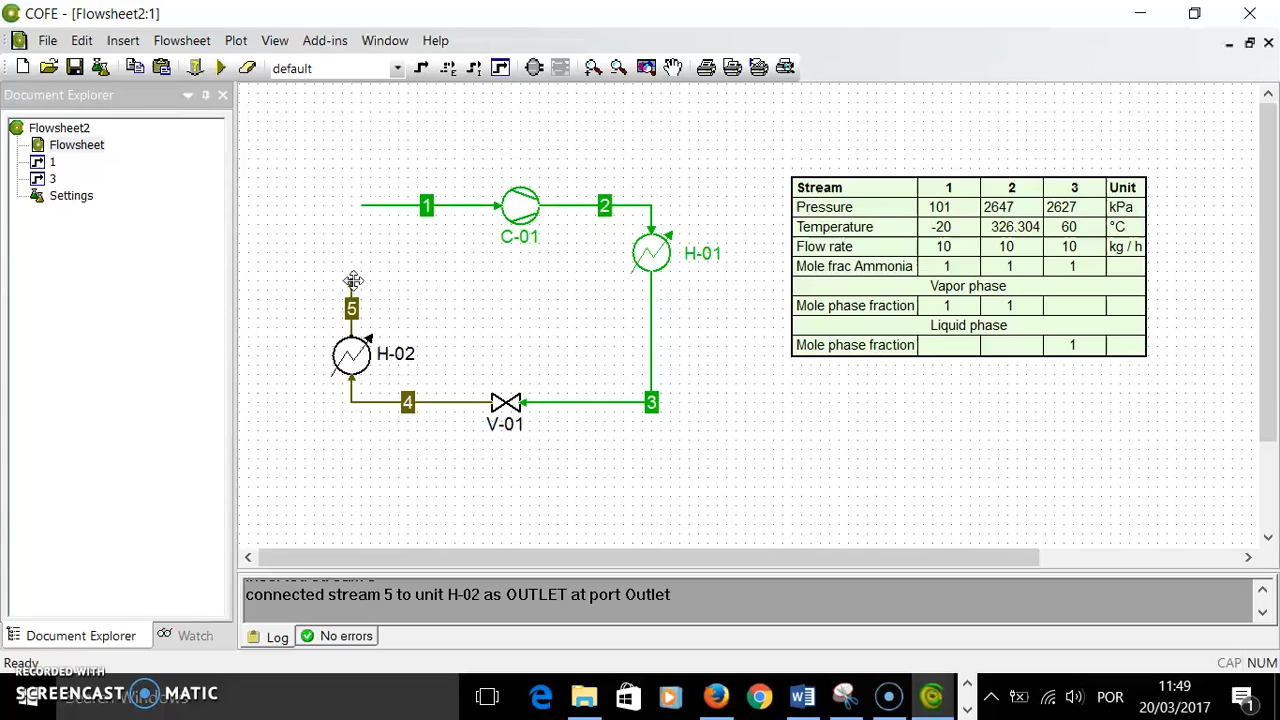 COFE - [Flowsheet2:1]
File Edit Insert Flowsheet Plot View Add-ins Window Help
default
Document Explorer
Flowsheet2
Flowsheet
1
3
Settings
1
C-01
2
H-01
5
H-02
4
V-01
3
Stream 1 2 3 Unit
Pressure 101 2647 2627 kPa
Temperature -20 326.304 60 °C
Flow rate 10 10 10 kg / h
Mole frac Ammonia 1 1 1
Vapor phase
Mole phase fraction 1 1
Liquid phase
Mole phase fraction 1
connected stream 5 to unit H-02 as OUTLET at port Outlet
Log No errors
Document Explorer Watch
Ready
CAP NUM
RECORDED WITH
SCREENCAST MATIC
POR
11:49
20/03/2017
1